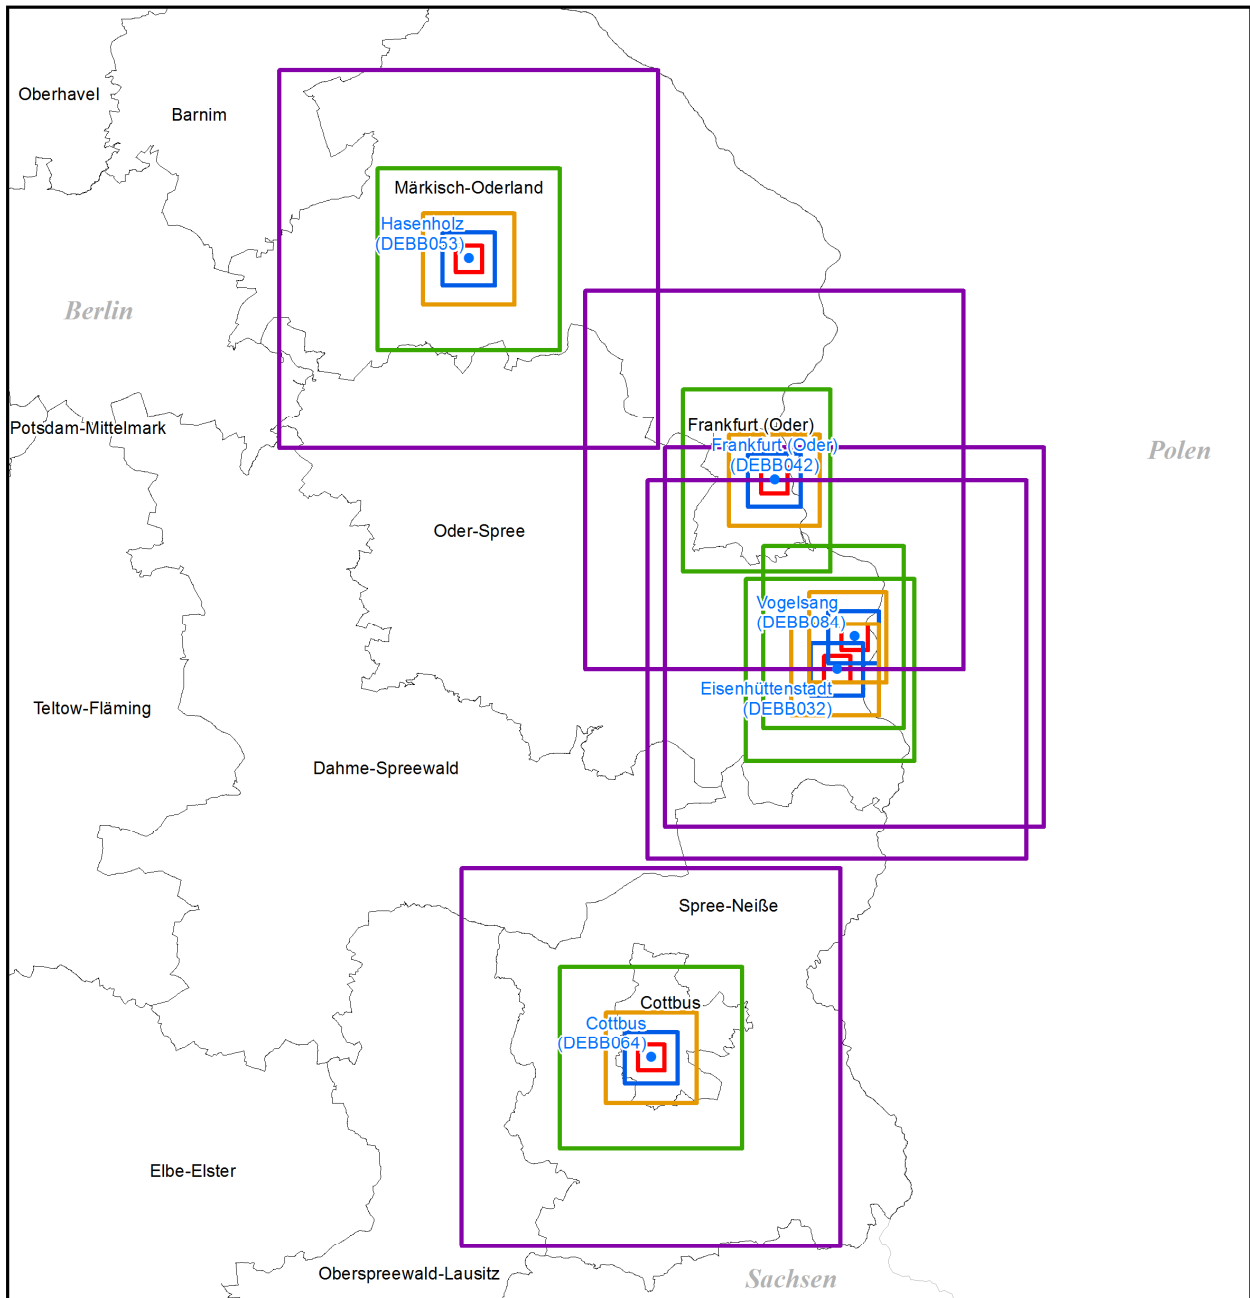 Oberhavel
Barnim
Märkisch-Oderland
Hasenholz
(DEBB053)
Berlin
Potsdam-Mittelmark
Frankfurt (Oder)
Frankfurt (Oder)
(DEBB042)
Polen
Oder-Spree
Vogelsang
(DEBB084)
Eisenhüttenstadt
(DEBB032)
Teltow-Fläming
Dahme-Spreewald
Spree-Neiße
Cottbus
Cottbus
(DEBB064)
Elbe-Elster
Oberspreewald-Lausitz
Sachsen